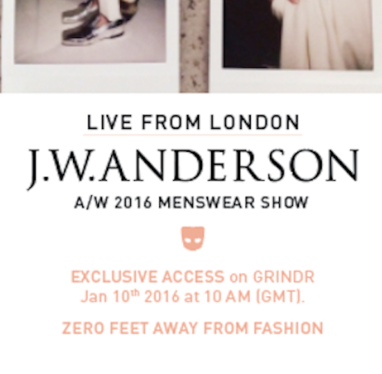 LIVE FROM LONDON
J.W.ANDERSON
A/W 2016 MENSWEAR SHOW
EXCLUSIVE ACCESS on GRINDR
Jan 10th 2016 at 10 AM (GMT).
ZERO FEET AWAY FROM FASHION